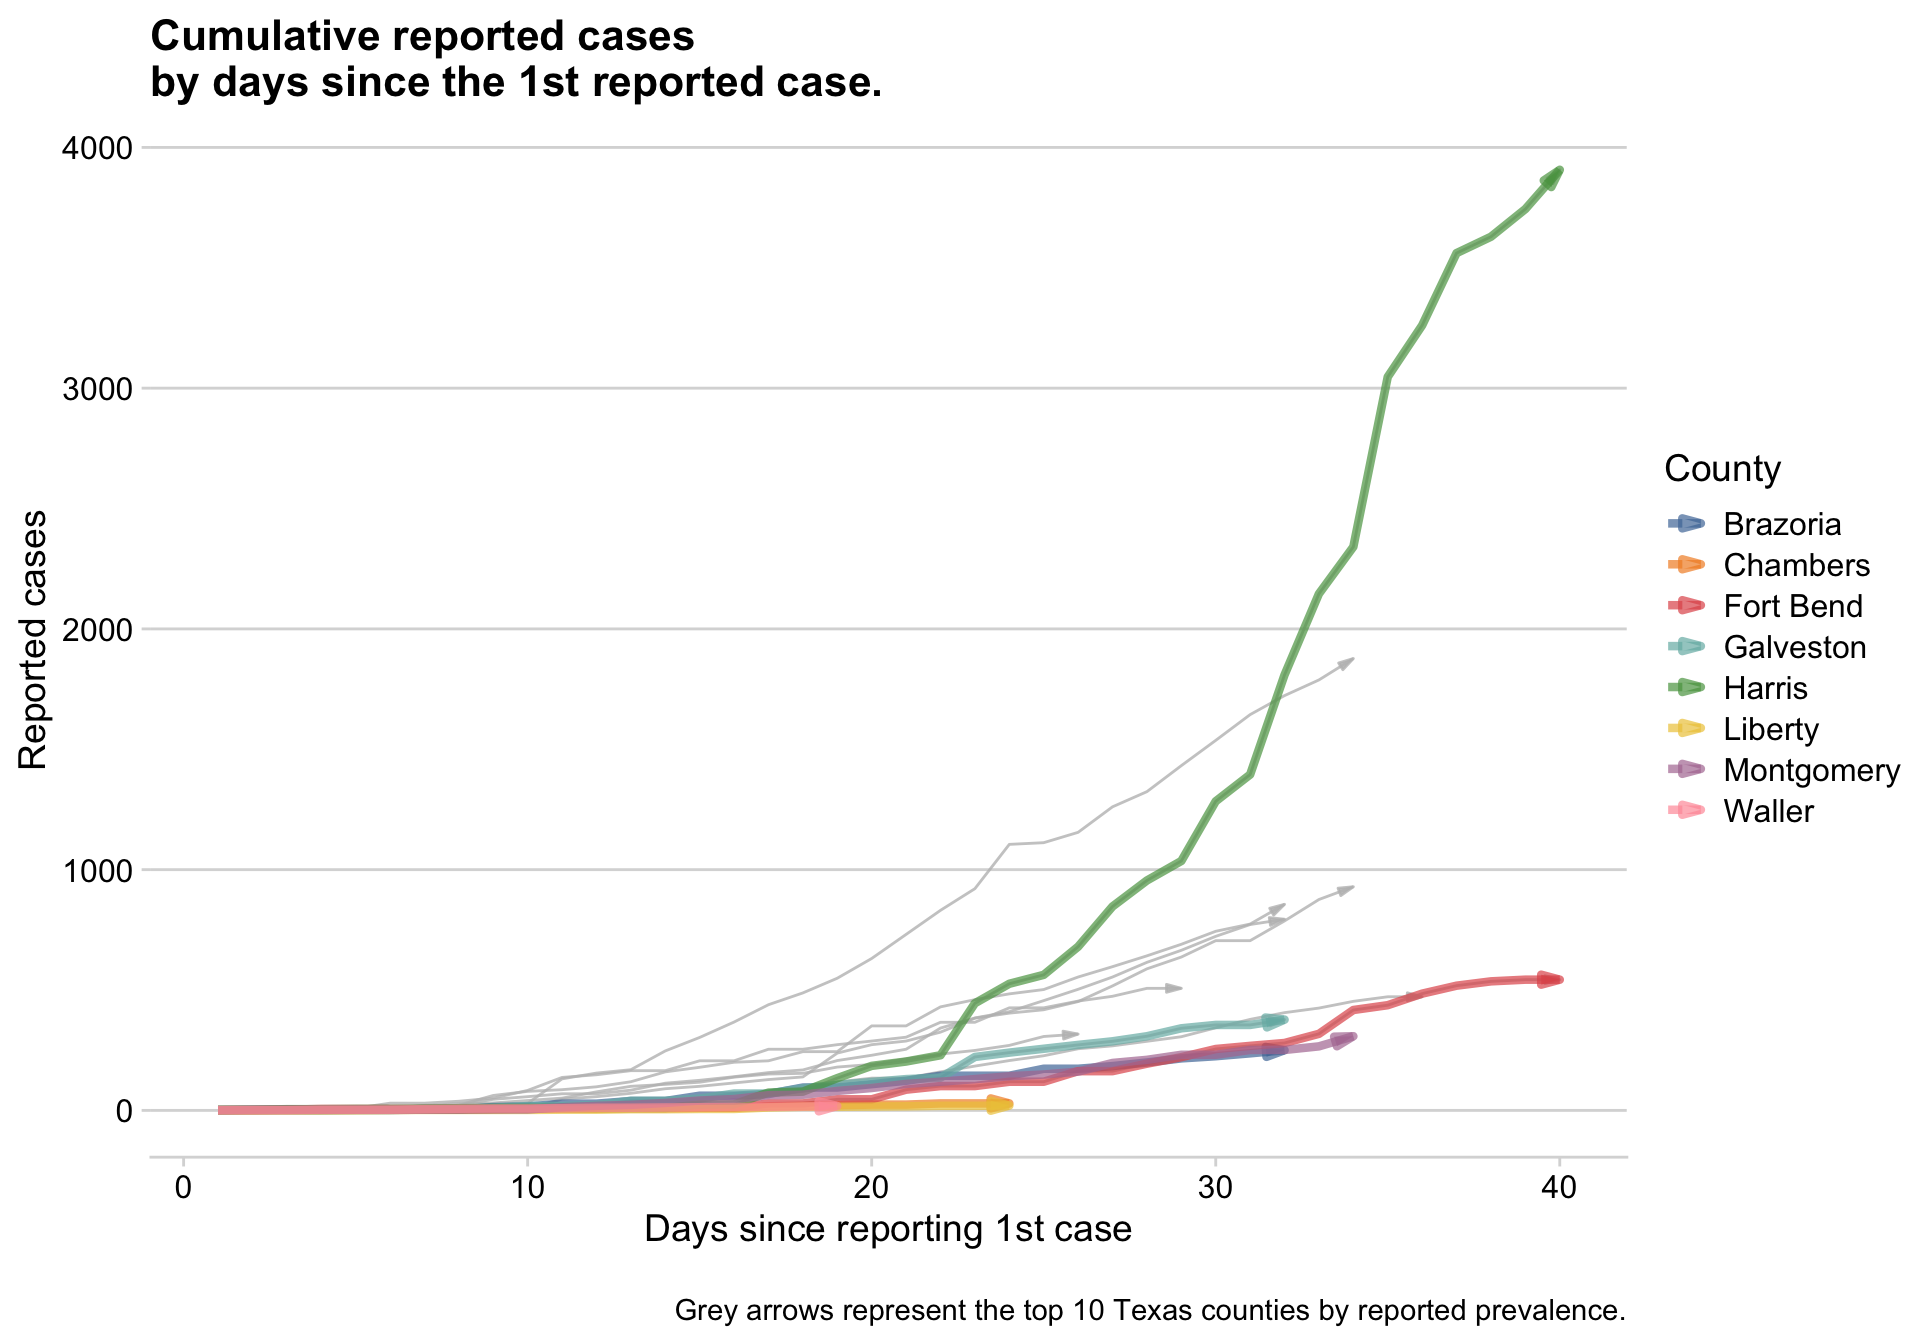 Cumulative reported cases
by days since the 1st reported case.
4000
3000
2000
1000
0
Reported cases
0 10 20 30 40
Days since reporting 1st case
County
Brazoria
Chambers
Fort Bend
Galveston
Harris
Liberty
Montgomery
Waller
Grey arrows represent the top 10 Texas counties by reported prevalence.